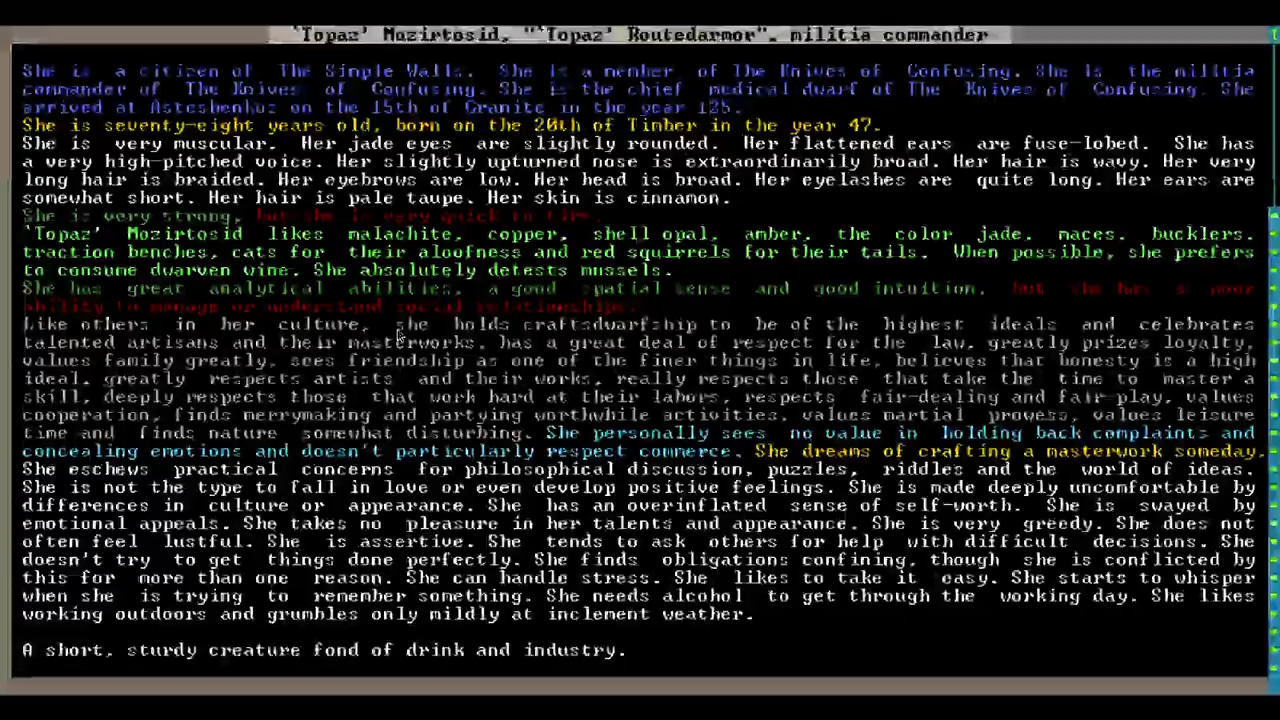 `Topaz' Mozirtosid, "`Topaz' Routedarmor", militia commander
She is a citizen of The Simple Walls. She is a member of The Knives of Confusing. She is the militia
commander of The Knives of Confusing. She is the chief medical dwarf of The Knives of Confusing. She
arrived at on the 15th of Granite in the year 125.
She is seventy-eight years old, born on the 20th of Timber in the year 47.
She is very muscular. Her jade eyes are slightly rounded. Her flattened ears are fuse-lobed. She has
a very high-pitched voice. Her slightly upturned nose is extraordinarily broad. Her hair is wavy. Her very
long hair is braided. Her eyebrows are low. Her head is broad. Her eyelashes are quite long. Her ears are
somewhat short. Her hair is pale taupe. Her skin is cinnamon.
She is very strong, but she is very quick to tire.
`Topaz' Mozirtosid likes malachite, copper, shell opal, amber, the color jade, maces, bucklers,
traction benches, cats for their aloofness and red squirrels for their tails. When possible, she prefers
to consume dwarven wine. She absolutely detests mussels.
She has great analytical abilities, a good spatial sense and good intuition, but she has a poor
ability to manage or understand social relationships.
Like others in her culture, she holds craftsdwarfship to be of the highest ideals and celebrates
talented artisans and their masterworks, has a great deal of respect for the law, greatly prizes loyalty,
values family greatly, sees friendship as one of the finer things in life, believes that honesty is a high
ideal, greatly respects artists and their works, really respects those that take the time to master a
skill, deeply respects those that work hard at their labors, respects fair-dealing and fair-play, values
cooperation, finds merrymaking and partying worthwhile activities, values martial prowess, values leisure
time and finds nature somewhat disturbing. She personally sees no value in holding back complaints and
concealing emotions and doesn't particularly respect commerce. She dreams of crafting a masterwork someday.
She eschews practical concerns for philosophical discussion, puzzles, riddles and the world of ideas.
She is not the type to fall in love or even develop positive feelings. She is made deeply uncomfortable by
differences in culture or appearance. She has an overinflated sense of self-worth. She is swayed by
emotional appeals. She takes no pleasure in her talents and appearance. She is very greedy. She does not
often feel lustful. She is assertive. She tends to ask others for help with difficult decisions. She
doesn't try to get things done perfectly. She finds obligations confining, though she is conflicted by
this for more than one reason. She can handle stress. She likes to take it easy. She starts to whisper
when she is trying to remember something. She needs alcohol to get through the working day. She likes
working outdoors and grumbles only mildly at inclement weather.
A short, sturdy creature fond of drink and industry.